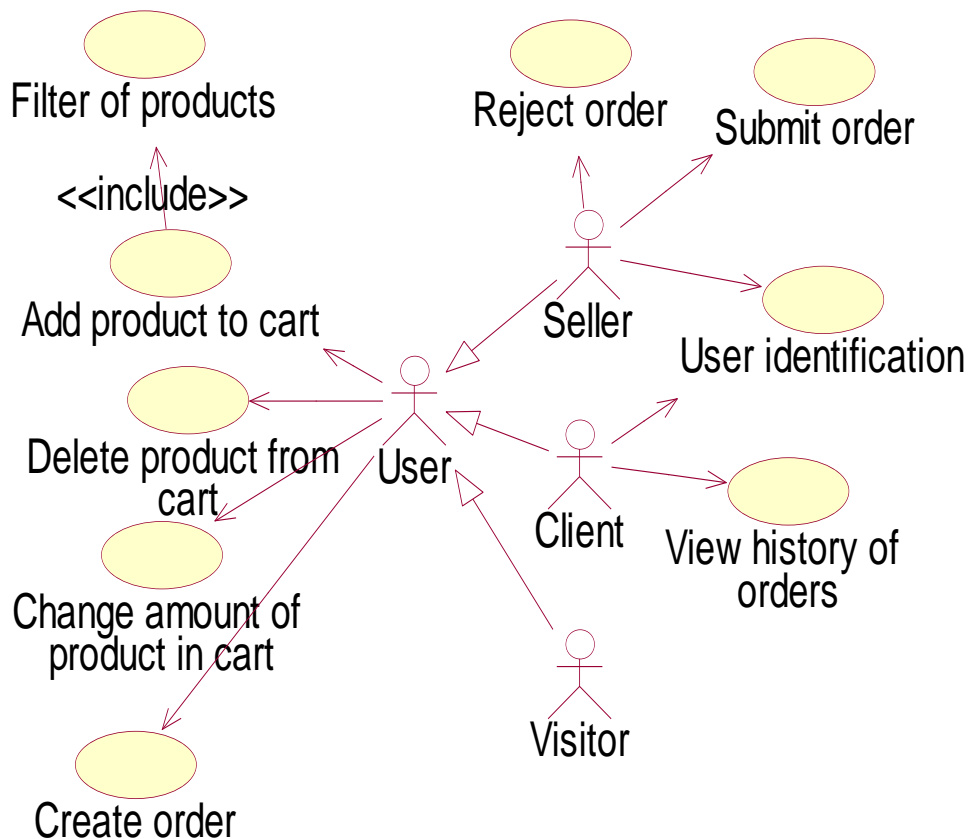 Filter of products
Reject order
Submit order
<<include>>
Add product to cart
Seller
User identification
Delete product from
cart
User
Client
View history of
orders
Change amount of
product in cart
Visitor
Create order